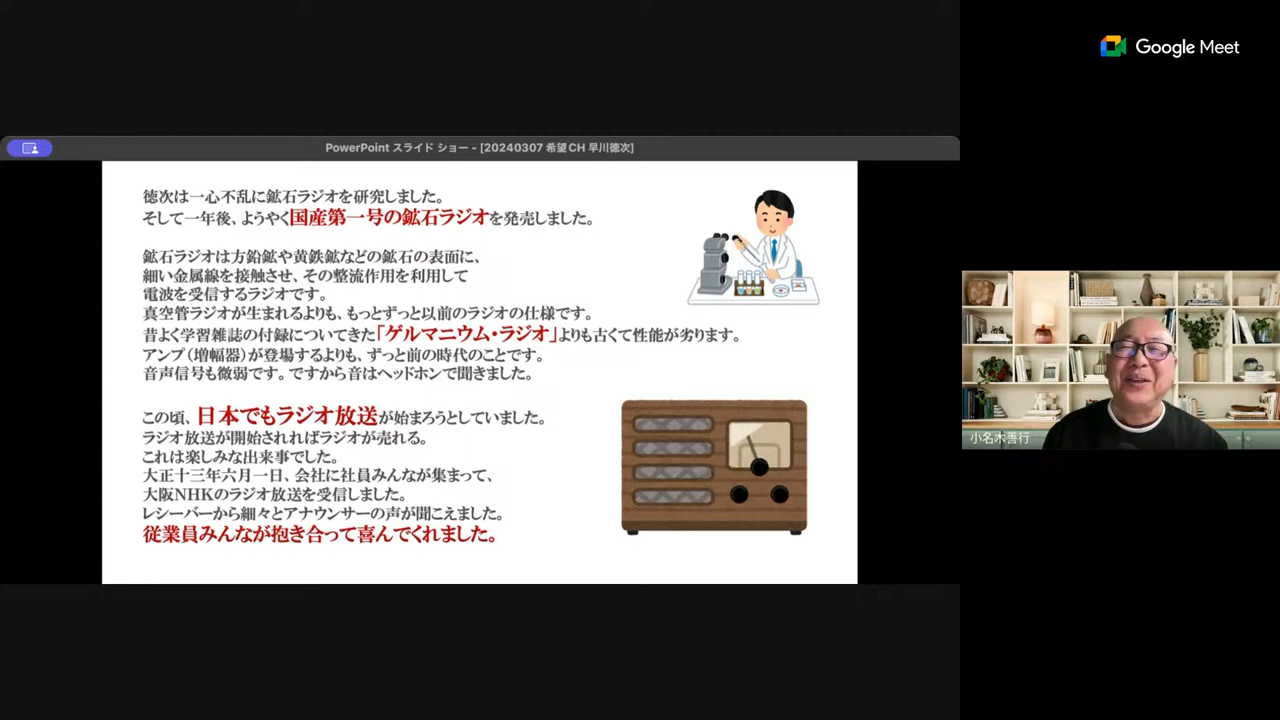 Google Meet
PowerPoint スライド ショー - [20240307 希望CH 早川徳次]
徳次は一心不乱に鉱石ラジオを研究しました。
そして一年後、ようやく国産第一号の鉱石ラジオを発売しました。
鉱石ラジオは方鉛鉱や黄鉄鉱などの鉱石の表面に、
細い金属線を接触させ、その整流作用を利用して
電波を受信するラジオです。
真空管ラジオが生まれるよりも、もっとずっと以前のラジオの仕様です。
昔よく学習雑誌の付録についてきた「ゲルマニウム・ラジオ」よりも古くて性能が劣ります。
アンプ（増幅器）が登場するよりも、ずっと前の時代のことです。
音声信号も微弱です。ですから音はヘッドホンで聞きました。
この頃、日本でもラジオ放送が始まろうとしていました。
ラジオ放送が開始されればラジオが売れる。
これは楽しみな出来事でした。
大正十三年六月一日、会社に社員みんなが集まって、
大阪NHKのラジオ放送を受信しました。
レシーバーから細々とアナウンサーの声が聞こえました。
従業員みんなが抱き合って喜んでくれました。
小名木善行